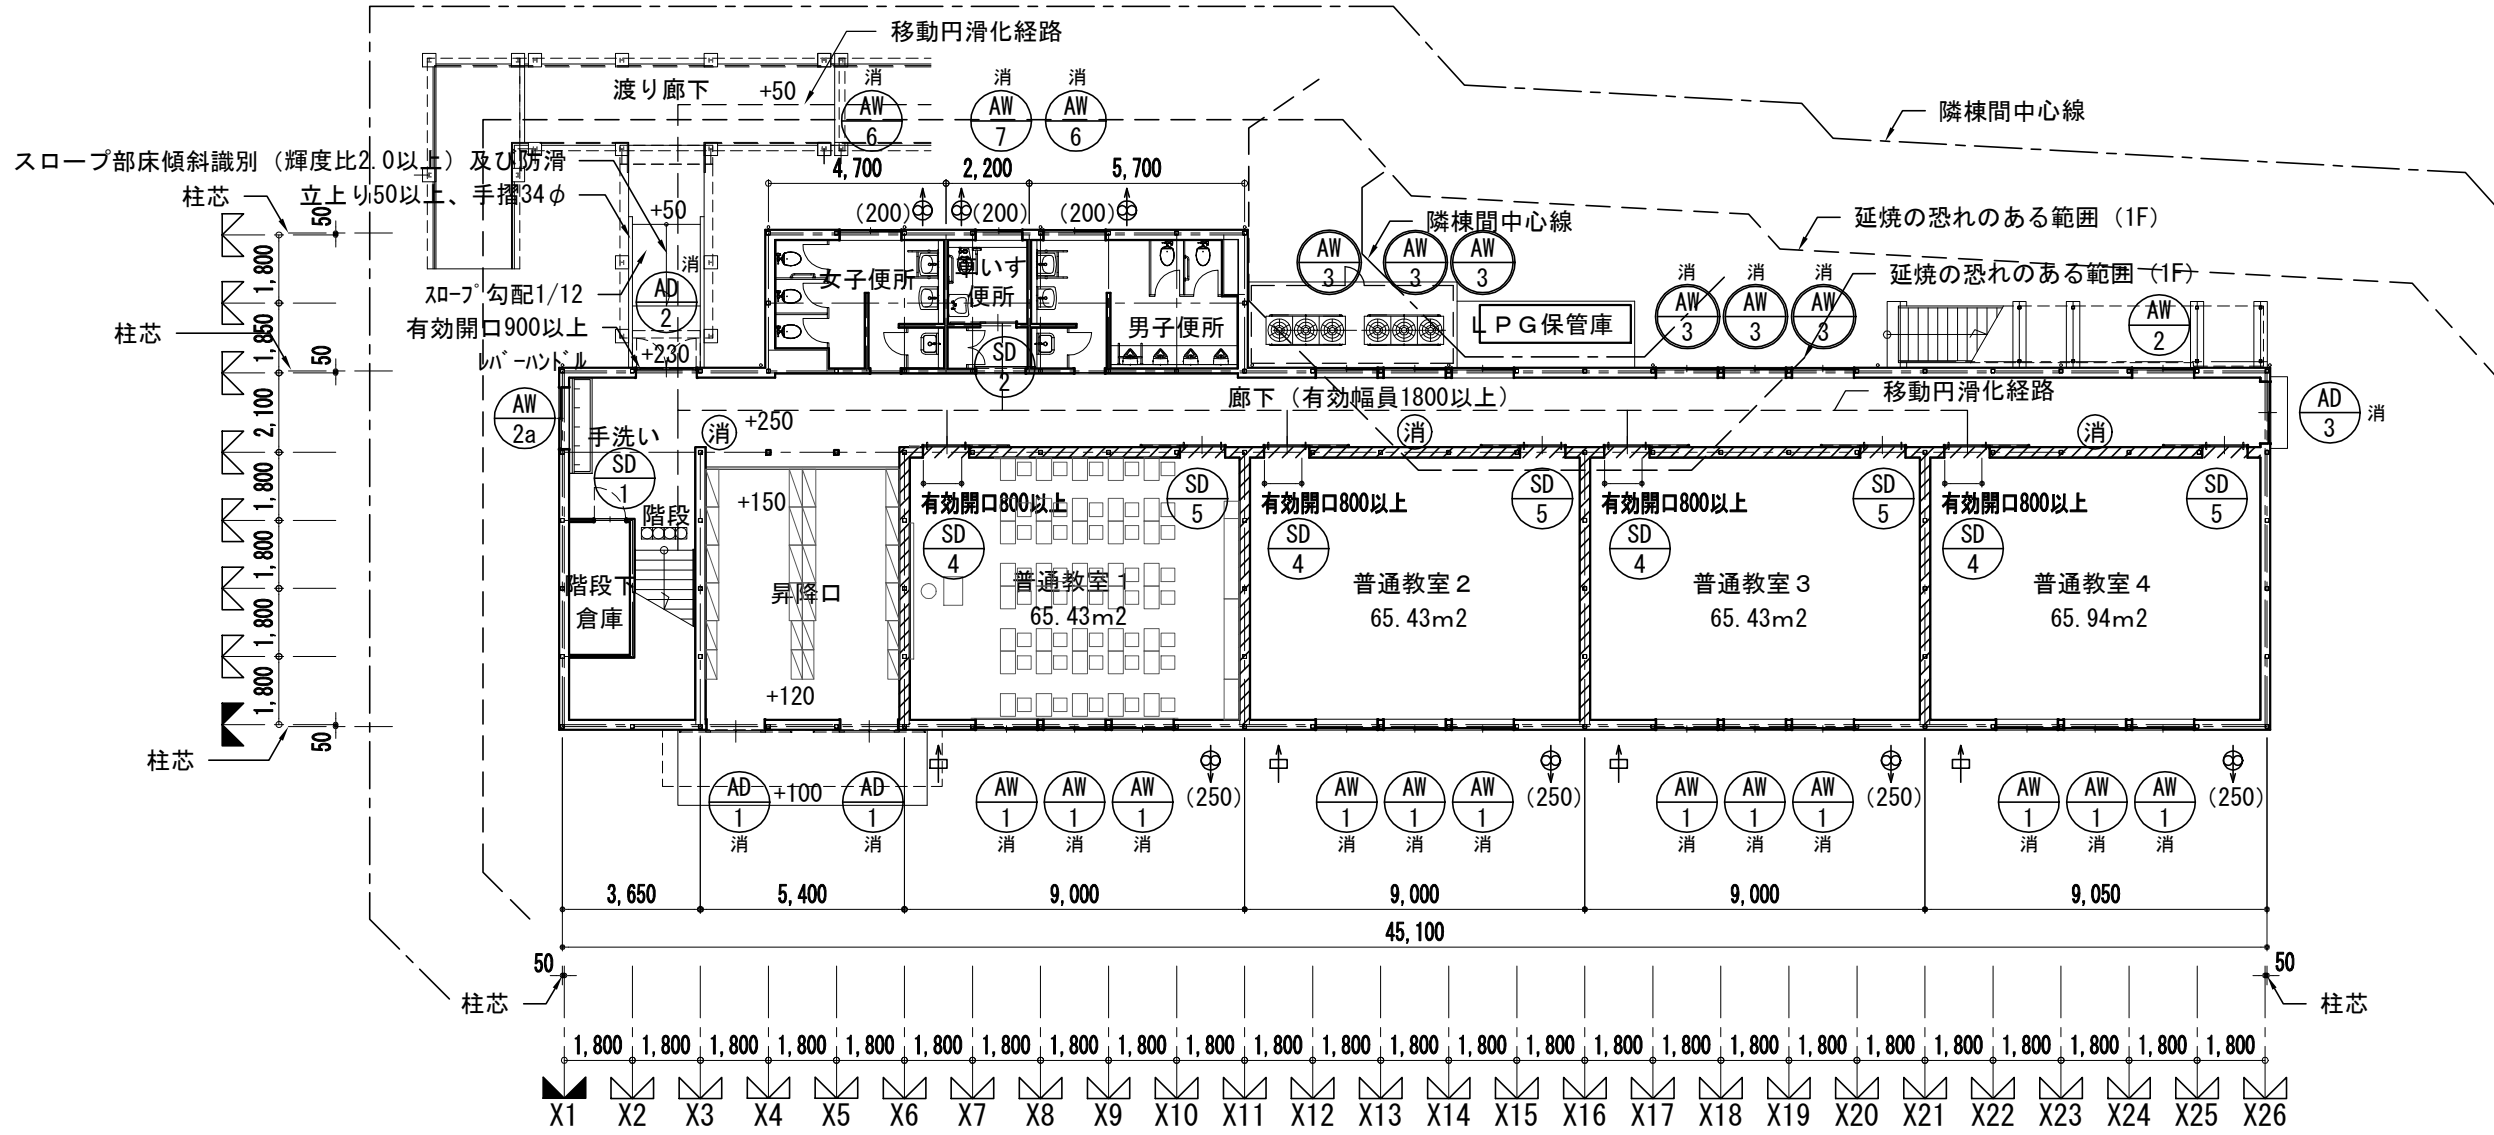 移動円滑化経路
渡り廊下
+50
消
AW
6
消
AW
7
消
AW
6
隣棟間中心線
スロープ部床傾斜識別（輝度比2.0以上）及び防滑
立上り50以上、手摺34φ
柱芯
50
+50
4,700
2,200
5,700
(200)
(200)
(200)
隣棟間中心線
延焼の恐れのある範囲（1F）
延焼の恐れのある範囲（1F）
AW
3
AW
3
AW
3
消
AW
3
消
AW
3
消
AW
3
AW
2
消
AD
2
スロープ勾配1/12
有効開口900以上
レバーハンドル
+230
女子便所
車いす
便所
男子便所
SD
2
ＬＰＧ保管庫
柱芯
50
1,800
1,850
2,100
1,800
1,800
1,800
1,800
1,800
50
柱芯
AW
2a
手洗い
消
+250
廊下（有効幅員1800以上）
消
移動円滑化経路
消
AD
3
消
SD
1
階段
階段下
倉庫
+150
昇降口
+120
有効開口800以上
SD
4
SD
5
普通教室１
65.43m2
有効開口800以上
SD
4
SD
5
普通教室２
65.43m2
有効開口800以上
SD
4
SD
5
普通教室３
65.43m2
有効開口800以上
SD
4
SD
5
普通教室４
65.94m2
AD
1
消
+100
AD
1
消
AW
1
消
AW
1
消
AW
1
消
(250)
AW
1
消
AW
1
消
AW
1
消
(250)
AW
1
消
AW
1
消
AW
1
消
(250)
AW
1
消
AW
1
消
AW
1
消
(250)
3,650 5,400 9,000 9,000 9,000 9,050
45,100
50
柱芯
50
柱芯
1,800 1,800 1,800 1,800 1,800 1,800 1,800 1,800 1,800 1,800 1,800 1,800 1,800 1,800 1,800 1,800 1,800 1,800 1,800 1,800 1,800 1,800 1,800 1,800 1,800
X1 X2 X3 X4 X5 X6 X7 X8 X9 X10 X11 X12 X13 X14 X15 X16 X17 X18 X19 X20 X21 X22 X23 X24 X25 X26